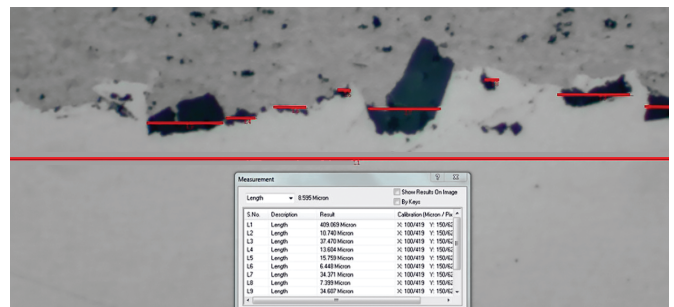 L1
Measurement
Length 8.595 Micron
Show Results On Image
By Keys
S.No. Description Result Calibration (Micron / Pix
L1 Length 409.069 Micron X: 100/419 Y: 150/62
L2 Length 10.740 Micron X: 100/419 Y: 150/62
L3 Length 37.470 Micron X: 100/419 Y: 150/62
L4 Length 13.604 Micron X: 100/419 Y: 150/62
L5 Length 15.759 Micron X: 100/419 Y: 150/62
L6 Length 6.448 Micron X: 100/419 Y: 150/62
L7 Length 34.371 Micron X: 100/419 Y: 150/62
L8 Length 7.399 Micron X: 100/419 Y: 150/62
L9 Length 34.607 Micron X: 100/419 Y: 150/62